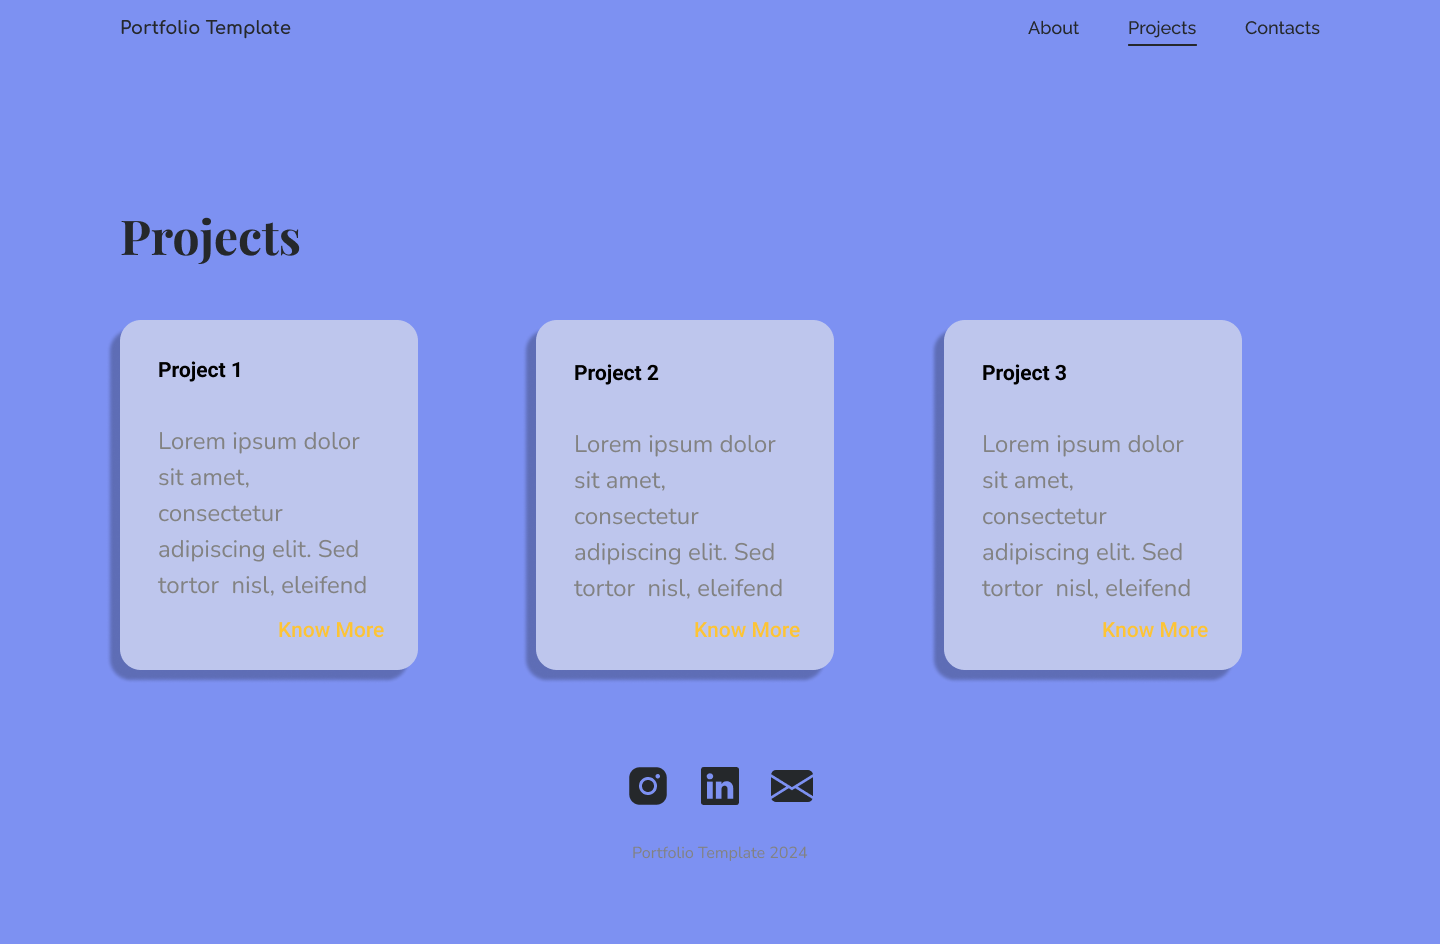 Portfolio Template
About
Projects
Contacts
Projects
Project 1
Lorem ipsum dolor
sit amet,
consectetur
adipiscing elit. Sed
tortor  nisl, eleifend
Know More
Project 2
Lorem ipsum dolor
sit amet,
consectetur
adipiscing elit. Sed
tortor  nisl, eleifend
Know More
Project 3
Lorem ipsum dolor
sit amet,
consectetur
adipiscing elit. Sed
tortor  nisl, eleifend
Know More
in
Portfolio Template 2024